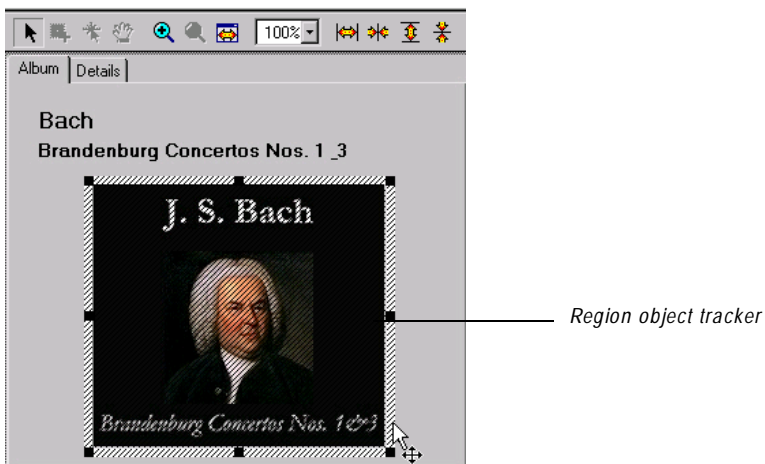 100%
Album Details
Bach
Brandenburg Concertos Nos. 1 _3
J. S. Bach
Region object tracker
Brandenburg Concertos Nos. 1&3